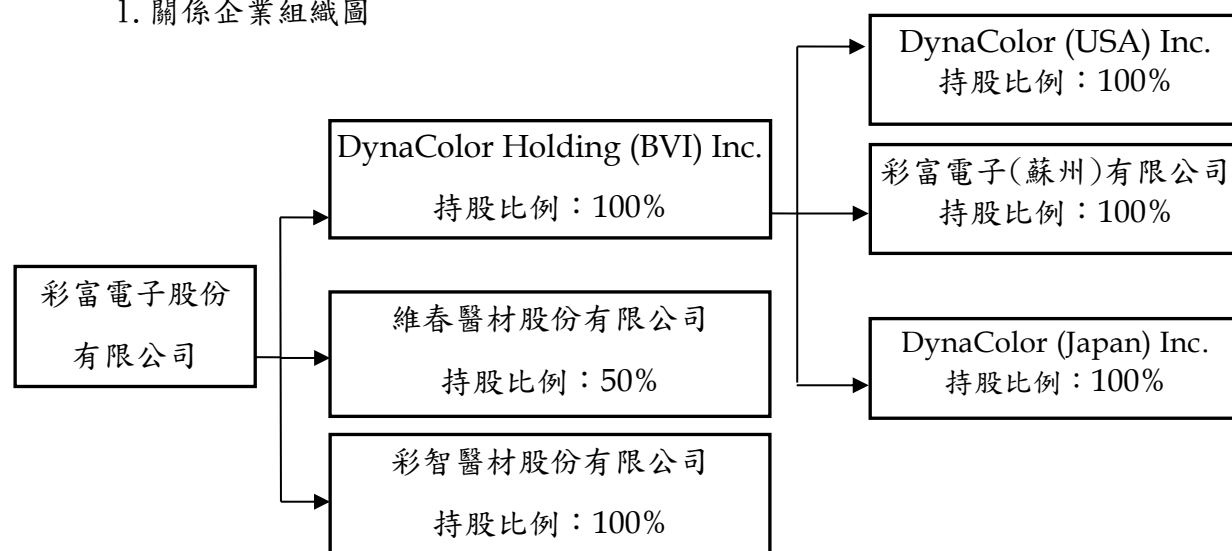 1. 關係企業組織圖
DynaColor (USA) Inc.
持股比例：100%
DynaColor Holding (BVI) Inc.
持股比例：100%
彩富電子(蘇州)有限公司
持股比例：100%
彩富電子股份
有限公司
維春醫材股份有限公司
持股比例：50%
DynaColor (Japan) Inc.
持股比例：100%
彩智醫材股份有限公司
持股比例：100%